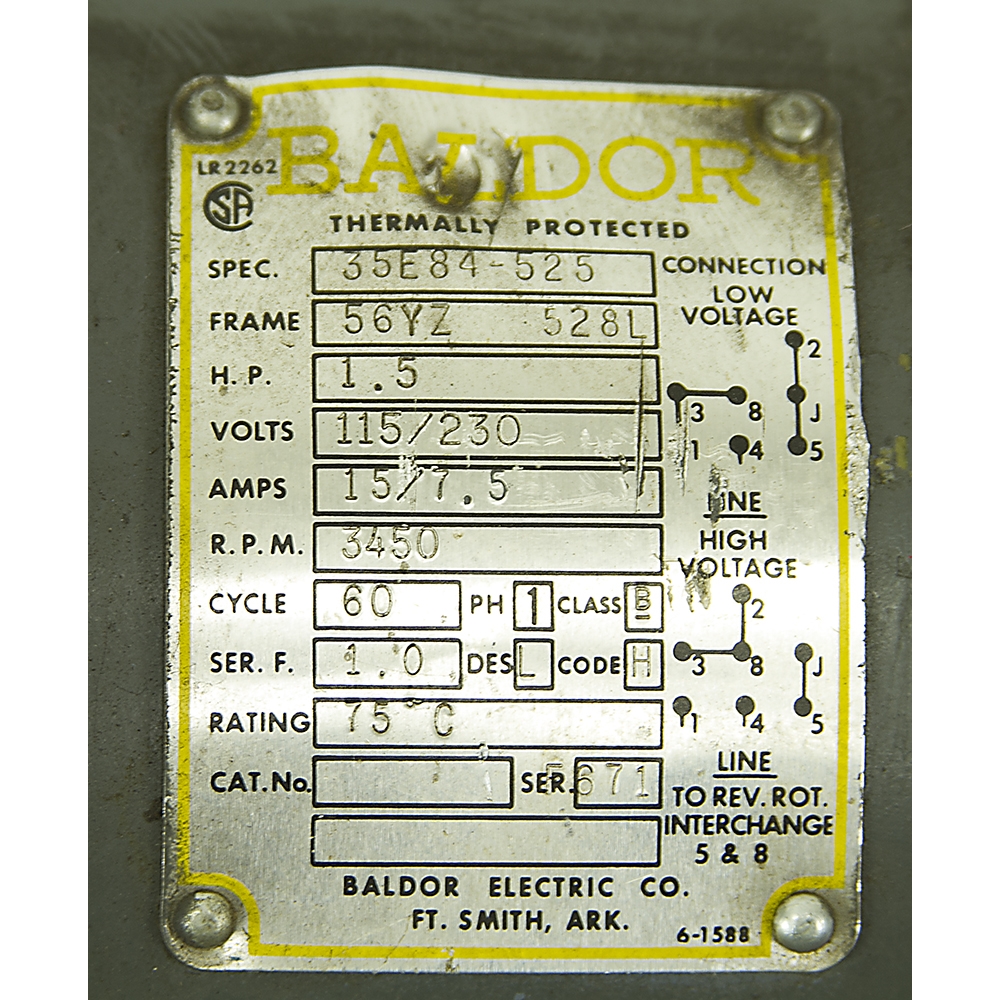 BALDOR
LR2262
CSA
THERMALLY PROTECTED
SPEC. 35E84-525
FRAME 56YZ 528L
H. P. 1.5
VOLTS 115/230
AMPS 15/7.5
R. P. M. 3450
CYCLE 60 PH 1 CLASS B
SER. F. 1.0 DES L CODE H
RATING 75°C
CAT. No. SER. 5671
CONNECTION
LOW
VOLTAGE
2
3 8 J
1 4 5
LINE
HIGH
VOLTAGE
2
3 8 J
1 4 5
LINE
TO REV. ROT.
INTERCHANGE
5 & 8
BALDOR ELECTRIC CO.
FT. SMITH, ARK.
6-1588